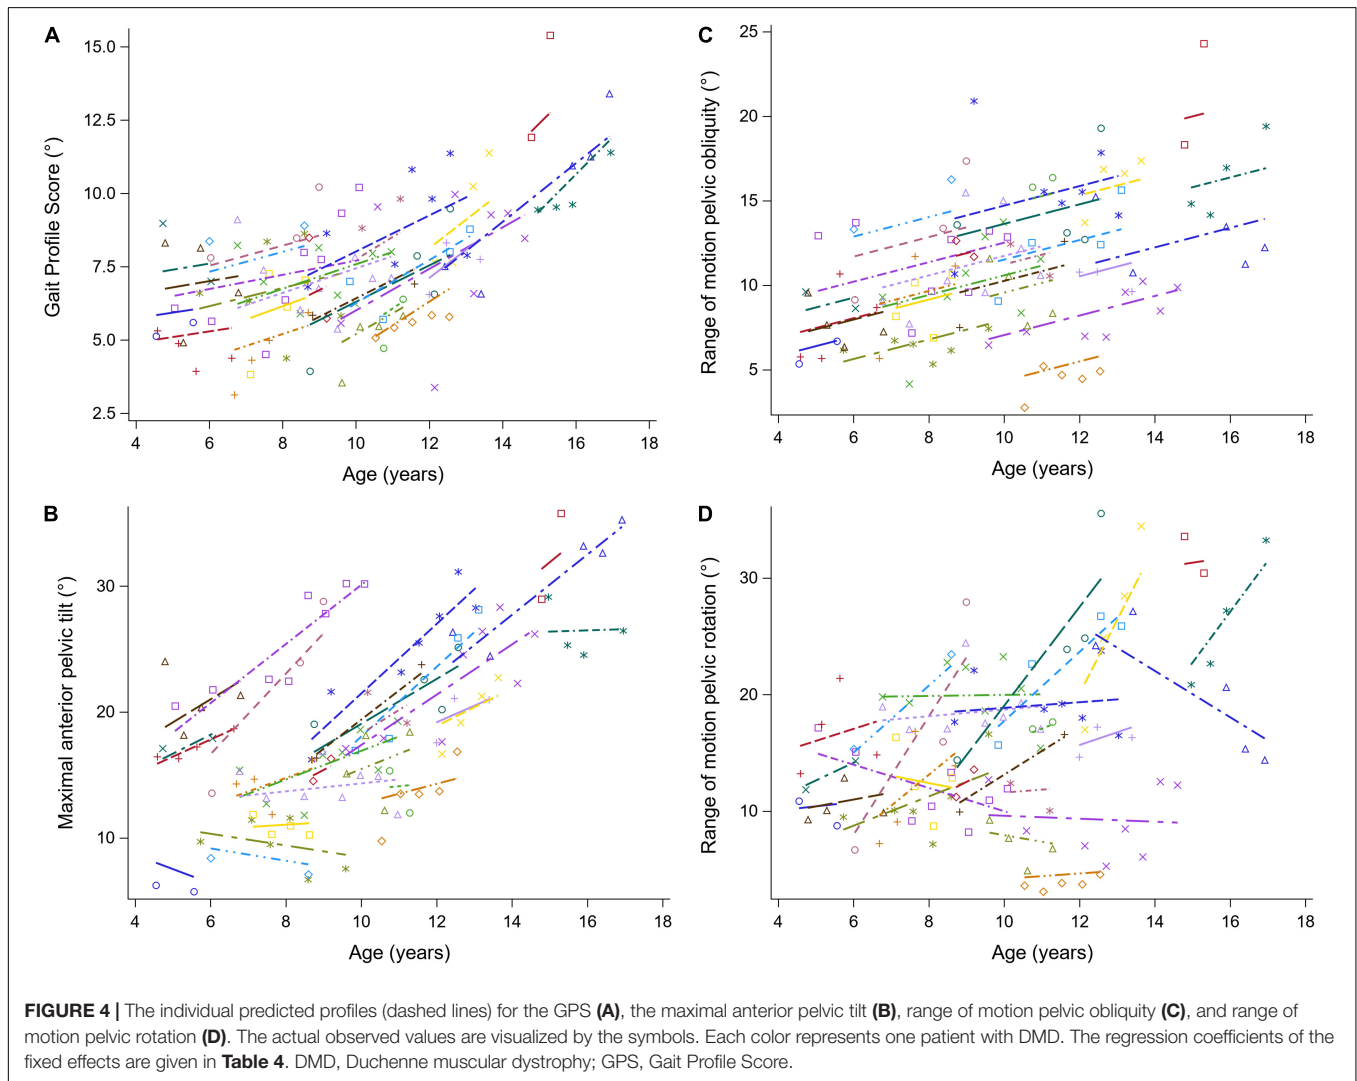 A
15.0
12.5
10.0
7.5
5.0
2.5
Gait Profile Score (°)
4 6 8 10 12 14 16 18
Age (years)
C
25
20
15
10
5
Range of motion pelvic obliquity (°)
4 6 8 10 12 14 16 18
Age (years)
B
30
20
10
Maximal anterior pelvic tilt (°)
4 6 8 10 12 14 16 18
Age (years)
D
30
20
10
Range of motion pelvic rotation (°)
4 6 8 10 12 14 16 18
Age (years)
FIGURE 4 | The individual predicted profiles (dashed lines) for the GPS (A), the maximal anterior pelvic tilt (B), range of motion pelvic obliquity (C), and range of
motion pelvic rotation (D). The actual observed values are visualized by the symbols. Each color represents one patient with DMD. The regression coefficients of the
fixed effects are given in Table 4. DMD, Duchenne muscular dystrophy; GPS, Gait Profile Score.